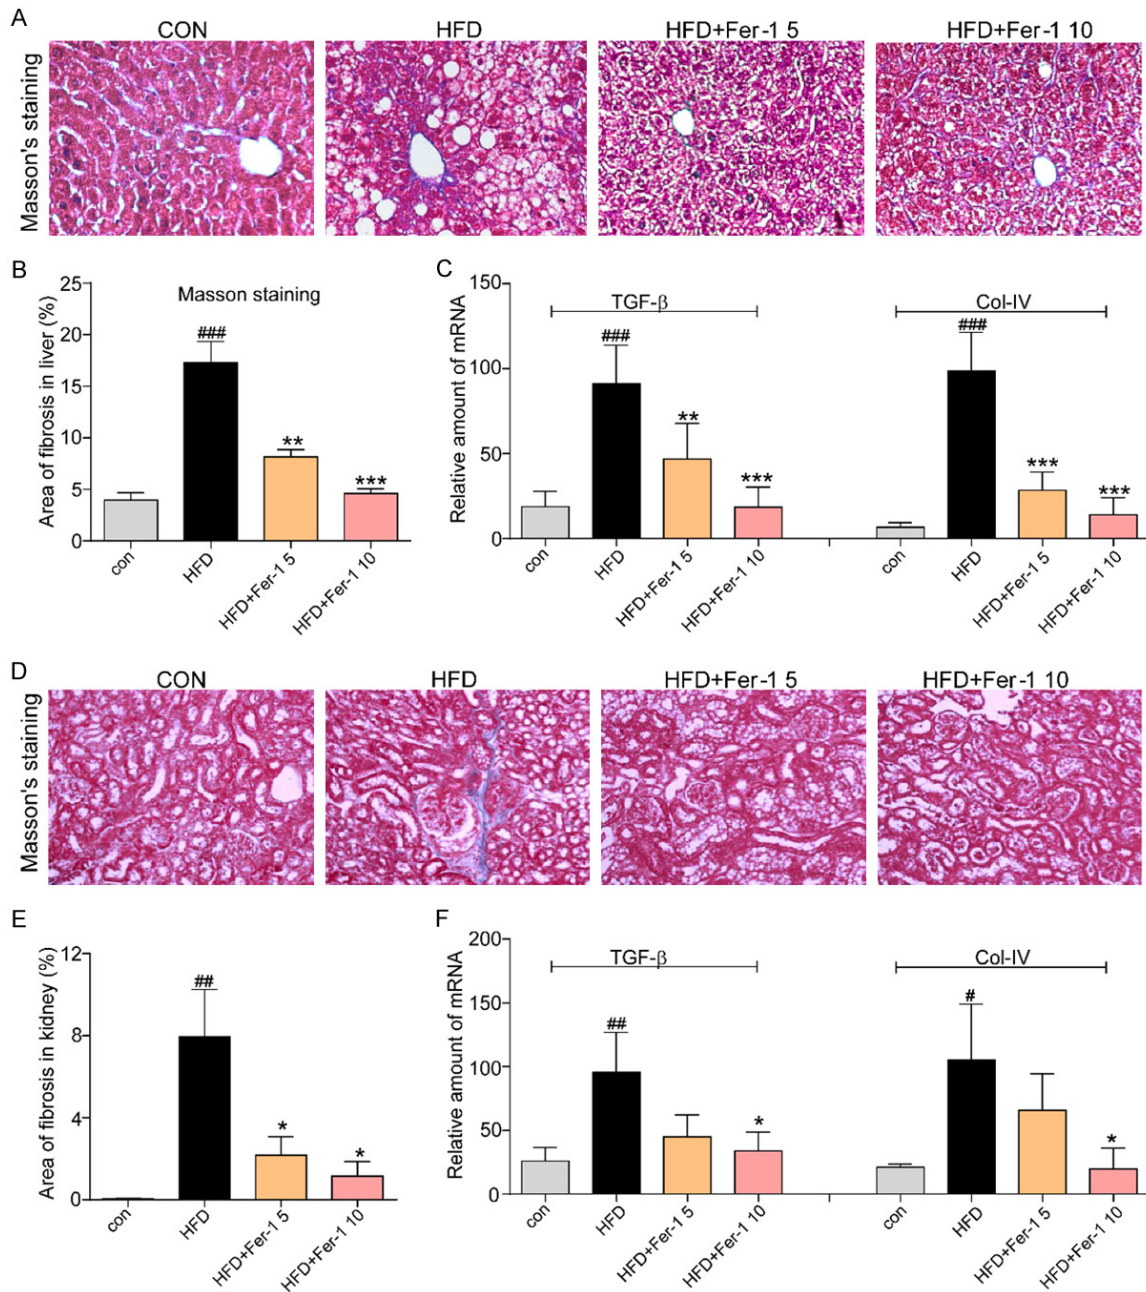 A
CON
HFD
HFD+Fer-1 5
HFD+Fer-1 10
Masson's staining
B
Masson staining
Area of fibrosis in liver (%)
25
20
15
10
5
0
###
**
***
con
HFD
HFD+Fer-1 5
HFD+Fer-1 10
C
Relative amount of mRNA
150
100
50
0
TGF-β
Col-IV
###
**
***
###
***
***
con
HFD
HFD+Fer-1 5
HFD+Fer-1 10
con
HFD
HFD+Fer-1 5
HFD+Fer-1 10
D
CON
HFD
HFD+Fer-1 5
HFD+Fer-1 10
Masson's staining
E
Area of fibrosis in kidney (%)
12
8
4
0
##
*
*
con
HFD
HFD+Fer-1 5
HFD+Fer-1 10
F
Relative amount of mRNA
200
150
100
50
0
TGF-β
Col-IV
##
*
#
*
con
HFD
HFD+Fer-1 5
HFD+Fer-1 10
con
HFD
HFD+Fer-1 5
HFD+Fer-1 10